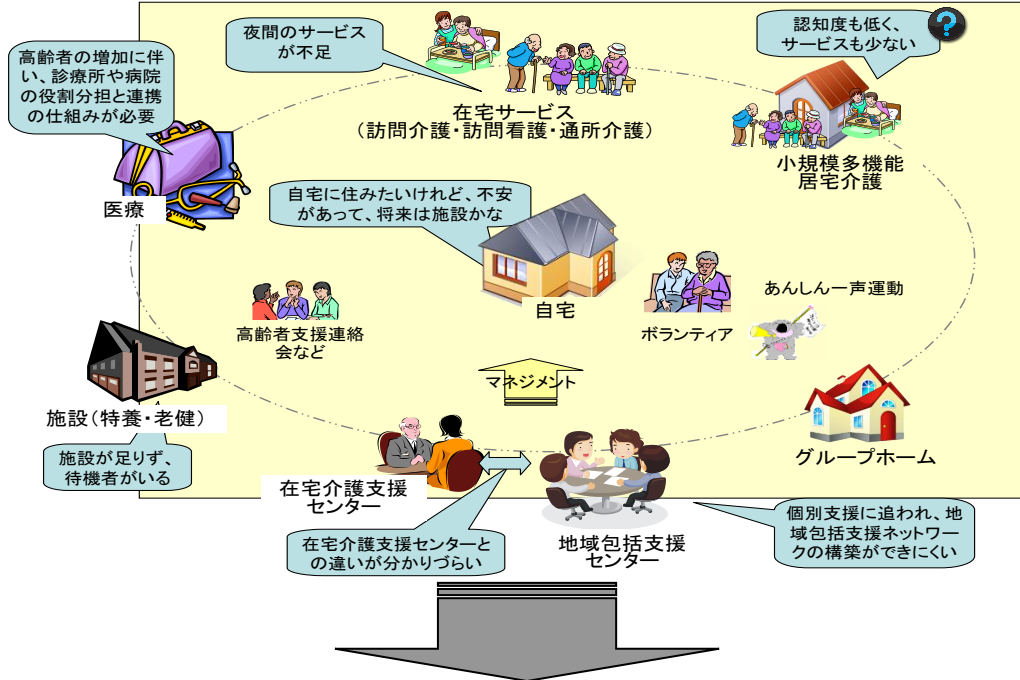 夜間のサービス
が不足
認知度も低く、
サービスも少ない
?
高齢者の増加に伴
い、診療所や病院
の役割分担と連携
の仕組みが必要
在宅サービス
(訪問介護・訪問看護・通所介護)
小規模多機能
居宅介護
医療
自宅に住みたいけれど、不安
があって、将来は施設かな
自宅
あんしん一声運動
高齢者支援連絡
会など
ボランティア
マネジメント
施設(特養・老健)
グループホーム
施設が足りず、
待機者がいる
在宅介護支援
センター
個別支援に追われ、地
域包括支援ネットワー
クの構築ができにくい
在宅介護支援センターと
の違いが分かりづらい
地域包括支援
センター